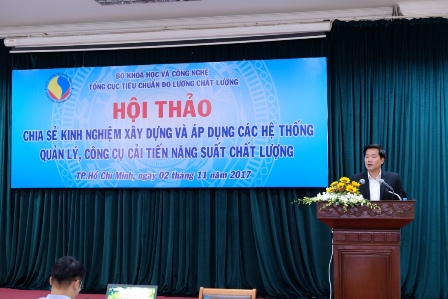 BỘ KHOA HỌC VÀ CÔNG NGHỆ
TỔNG CỤC TIÊU CHUẨN ĐO LƯỜNG CHẤT LƯỢNG
HỘI THẢO
CHIA SẺ KINH NGHIỆM XÂY DỰNG VÀ ÁP DỤNG CÁC HỆ THỐNG
QUẢN LÝ, CÔNG CỤ CẢI TIẾN NĂNG SUẤT CHẤT LƯỢNG
TP.Hồ Chí Minh, ngày 02 tháng 11 năm 2017